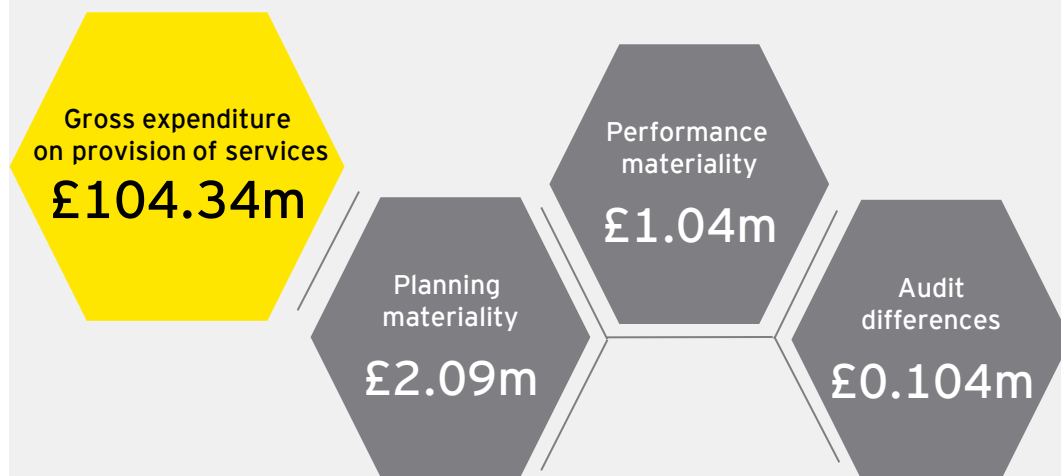 Gross expenditure
on provision of services
£104.34m
Planning
materiality
£2.09m
Performance
materiality
£1.04m
Audit
differences
£0.104m